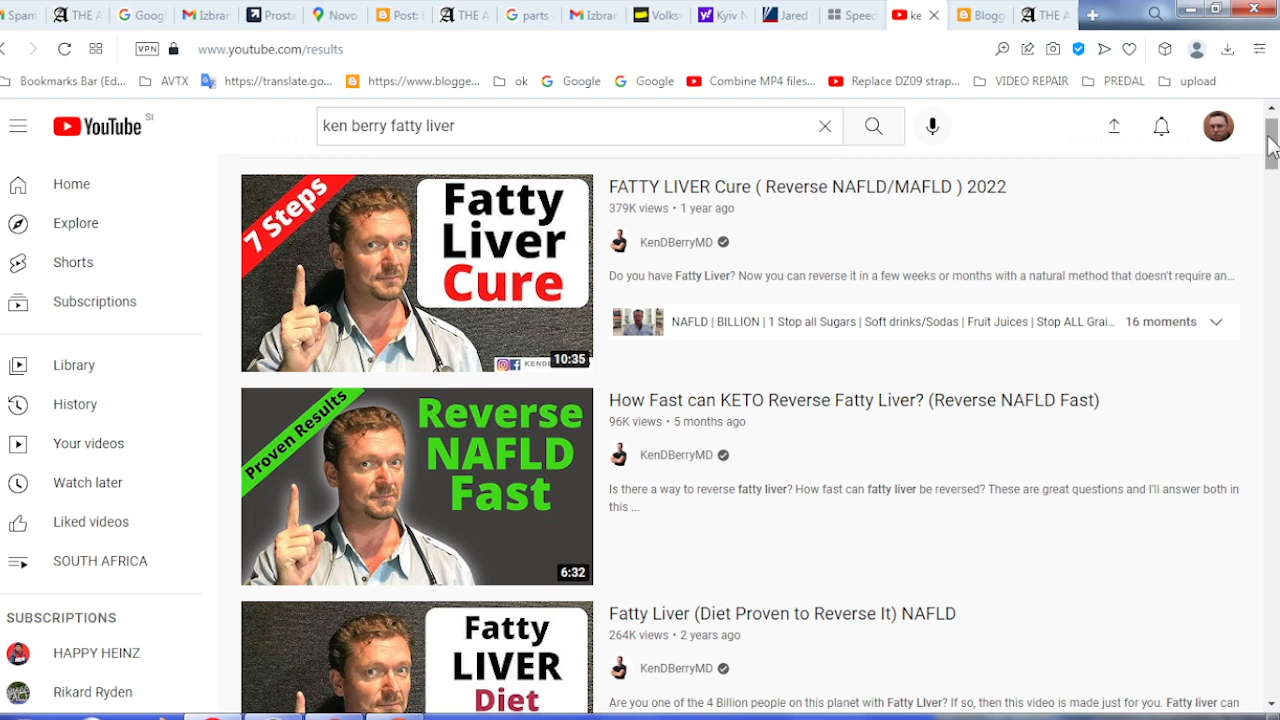 Spam
THE A
Googl
Izbran
Prosta
Novo
Post: E
THE A
parts
Izbran
Volks
Kyiv N
Jared
Speed
ke
Blogg
THE A
VPN
www.youtube.com/results
Bookmarks Bar (Ed...
AVTX
https://translate.go...
https://www.blogge...
ok
Google
Google
Combine MP4 files...
Replace DZ09 strap...
VIDEO REPAIR
PREDAL
upload
YouTube SI
ken berry fatty liver
Home
Explore
Shorts
Subscriptions
Library
History
Your videos
Watch later
Liked videos
SOUTH AFRICA
SUBSCRIPTIONS
HAPPY HEINZ
Rikard Ryden
7 Steps
Fatty
Liver
Cure
10:35
FATTY LIVER Cure ( Reverse NAFLD/MAFLD ) 2022
379K views • 1 year ago
KenDBerryMD
Do you have Fatty Liver? Now you can reverse it in a few weeks or months with a natural method that doesn't require an...
NAFLD | BILLION | 1 Stop all Sugars | Soft drinks/Sodas | Fruit Juices | Stop ALL Grai... 16 moments
Proven Results
Reverse
NAFLD
Fast
6:32
How Fast can KETO Reverse Fatty Liver? (Reverse NAFLD Fast)
96K views • 5 months ago
KenDBerryMD
Is there a way to reverse fatty liver? How fast can fatty liver be reversed? These are great questions and I'll answer both in
this ...
Fatty
LIVER
Diet
Fatty Liver (Diet Proven to Reverse It) NAFLD
264K views • 2 years ago
KenDBerryMD
Are you one of the 4 Billion people on this planet with Fatty LIver? If so, then this video is made just for you. Fatty liver can